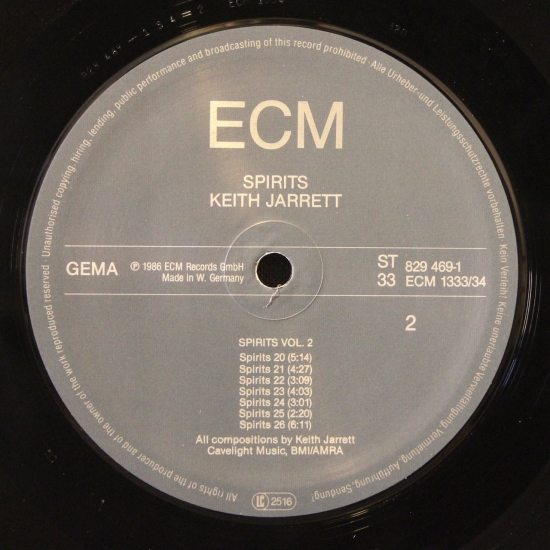 ECM
SPIRITS
KEITH JARRETT
GEMA
℗ 1986 ECM Records GmbH
Made in W. Germany
ST
33
829 469-1
ECM 1333/34
2
SPIRITS VOL. 2
Spirits 20 (5:14)
Spirits 21 (4:27)
Spirits 22 (3:09)
Spirits 23 (4:03)
Spirits 24 (3:01)
Spirits 25 (2:20)
Spirits 26 (6:11)
All compositions by Keith Jarrett
Cavelight Music, BMI/AMRA
LC 2516
All rights of the producer and of the owner of the work reproduced reserved · Unauthorised copying, hiring, lending, public performance and broadcasting of this record prohibited · Alle Urheber- und Leistungsschutzrechte vorbehalten · Kein Verleih! Keine unerlaubte Vervielfältigung, Vermietung, Aufführung, Sendung!